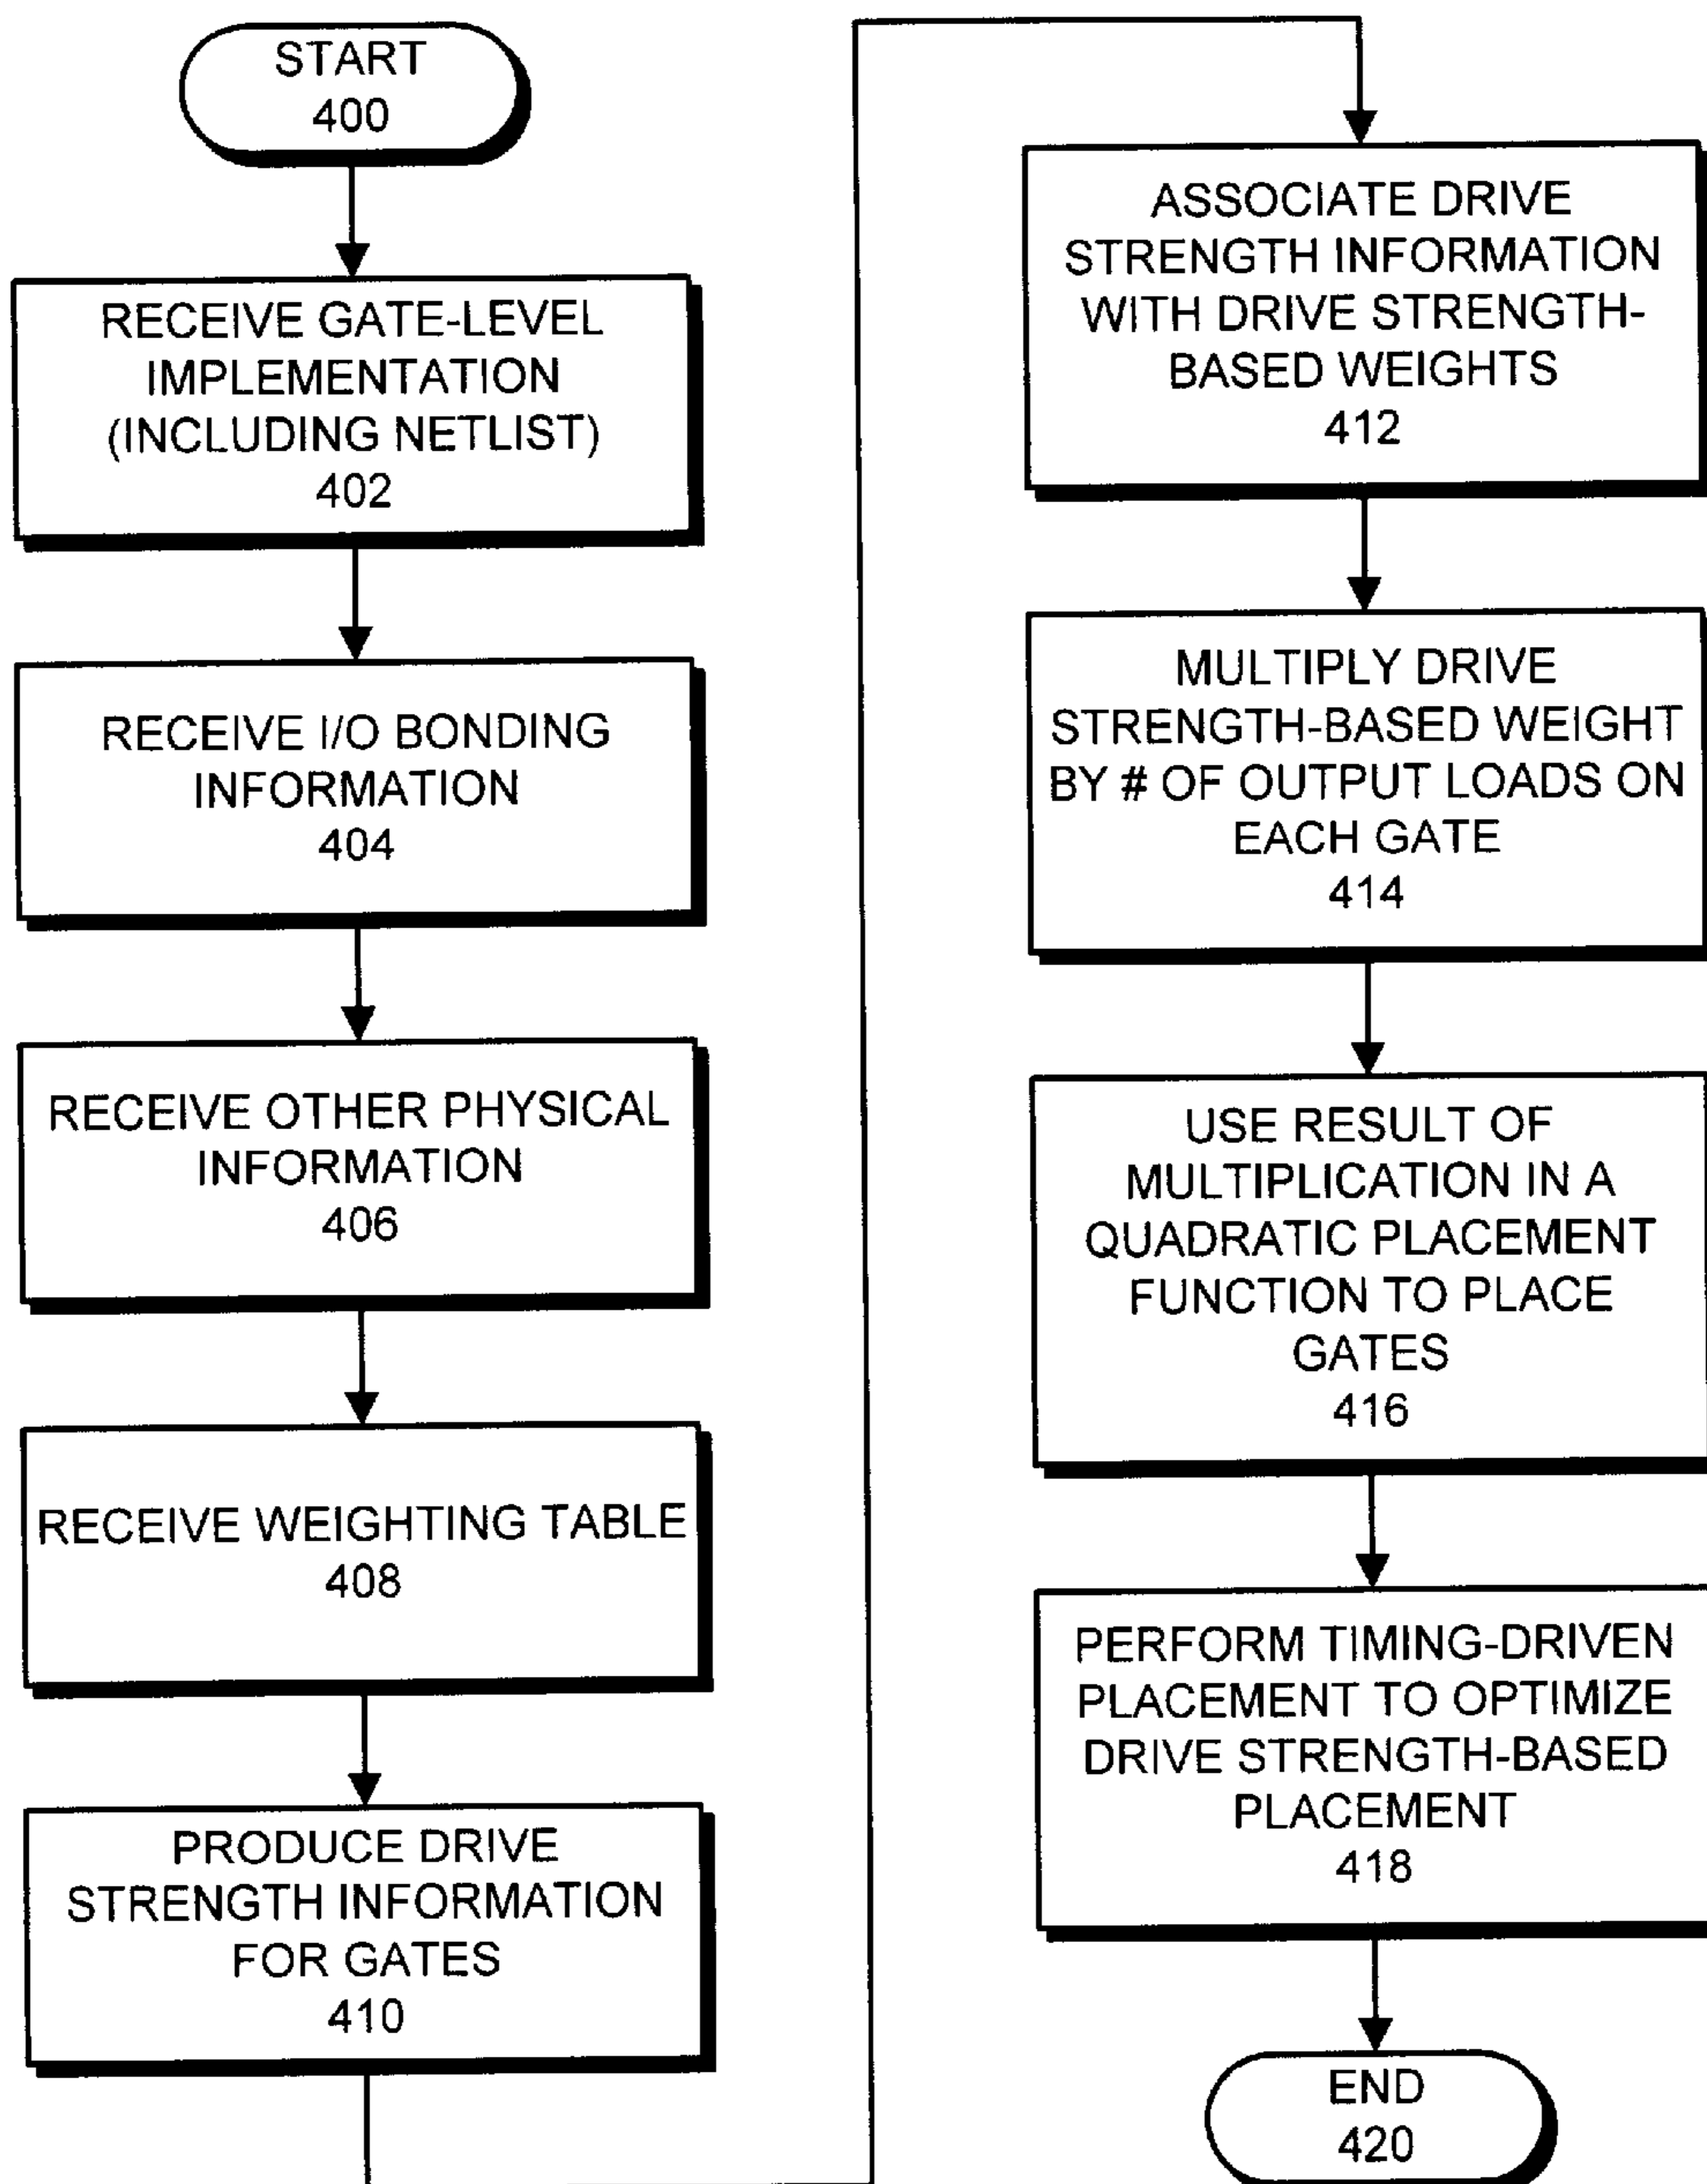 START
400
RECEIVE GATE-LEVEL
IMPLEMENTATION
(INCLUDING NETLIST)
402
RECEIVE I/O BONDING
INFORMATION
404
RECEIVE OTHER PHYSICAL
INFORMATION
406
RECEIVE WEIGHTING TABLE
408
PRODUCE DRIVE
STRENGTH INFORMATION
FOR GATES
410
ASSOCIATE DRIVE
STRENGTH INFORMATION
WITH DRIVE STRENGTH-
BASED WEIGHTS
412
MULTIPLY DRIVE
STRENGTH-BASED WEIGHT
BY # OF OUTPUT LOADS ON
EACH GATE
414
USE RESULT OF
MULTIPLICATION IN A
QUADRATIC PLACEMENT
FUNCTION TO PLACE
GATES
416
PERFORM TIMING-DRIVEN
PLACEMENT TO OPTIMIZE
DRIVE STRENGTH-BASED
PLACEMENT
418
END
420